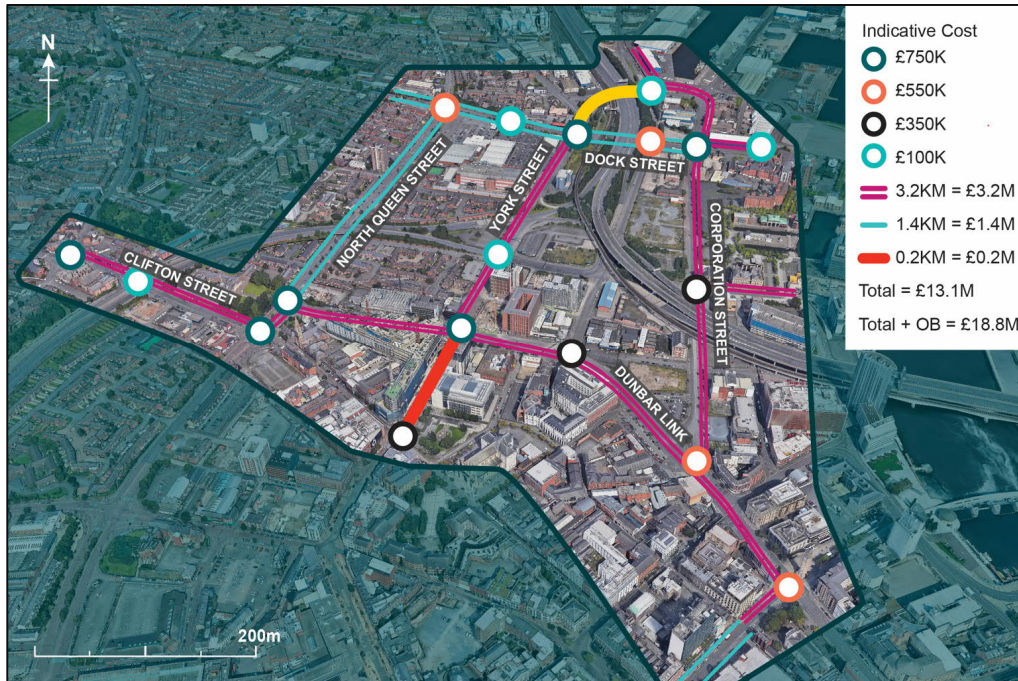 N
Indicative Cost
£750K
£550K
£350K
£100K
3.2KM = £3.2M
1.4KM = £1.4M
0.2KM = £0.2M
Total = £13.1M
Total + OB = £18.8M
NORTH QUEEN STREET
YORK STREET
DOCK STREET
CLIFTON STREET
CORPORATION STREET
DUNBAR LINK
200m